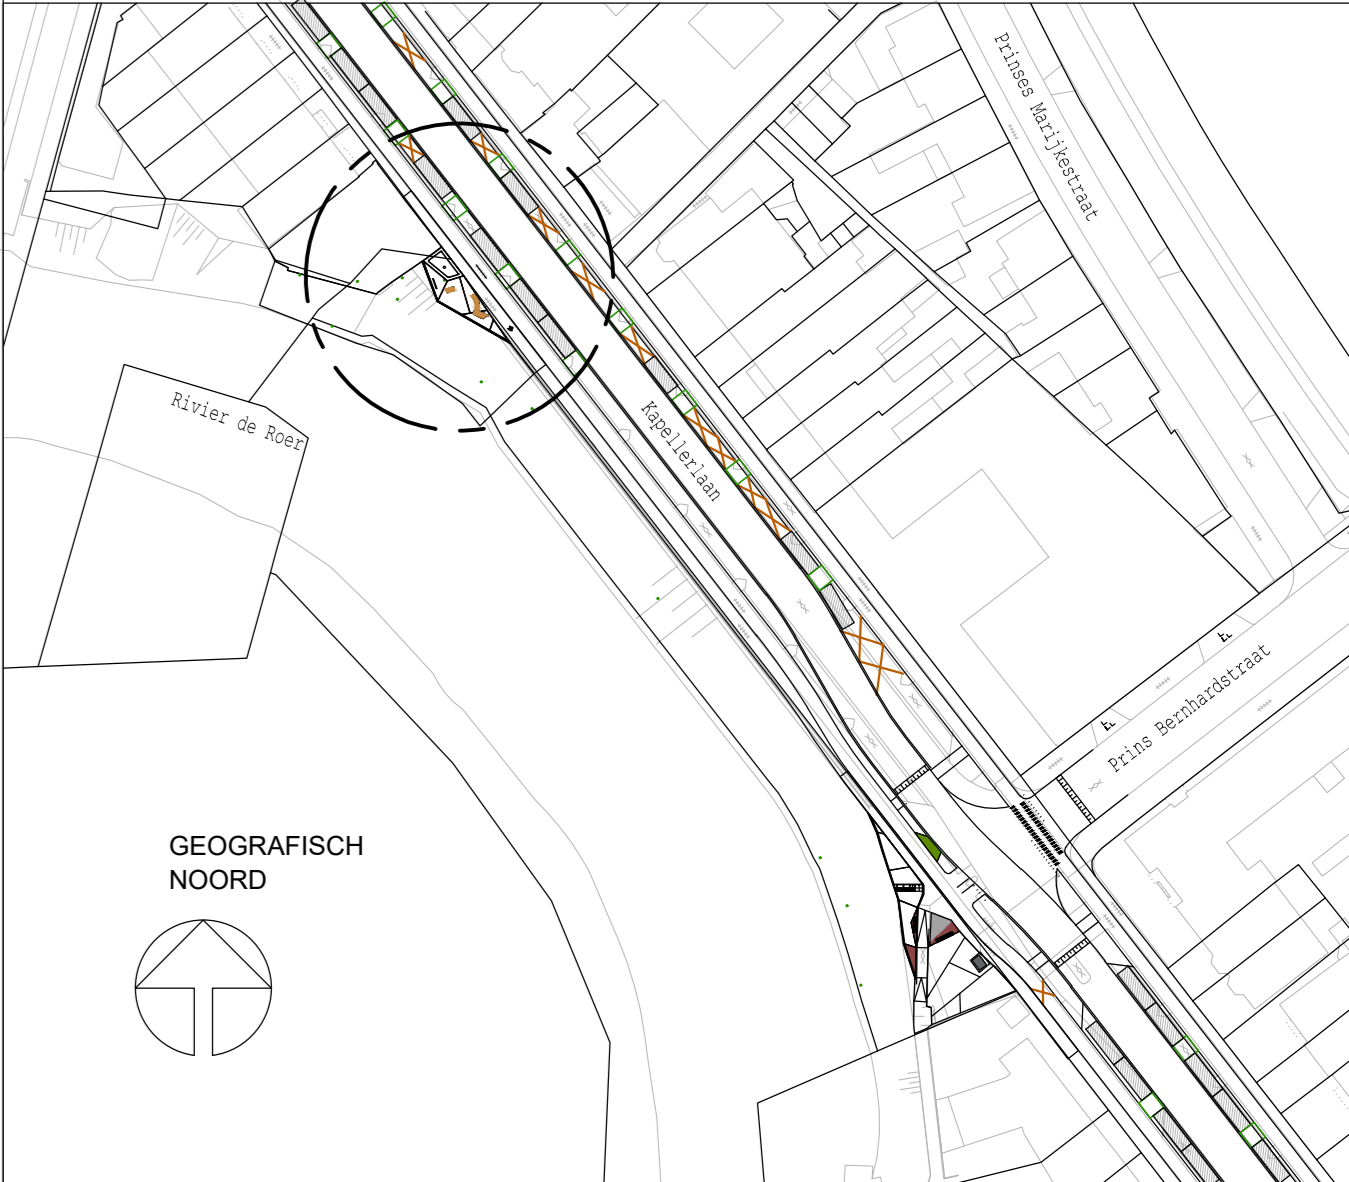 Prinses Marijkestraat
Rivier de Roer
Kapellerlaan
Prins Bernhardstraat
GEOGRAFISCH
NOORD